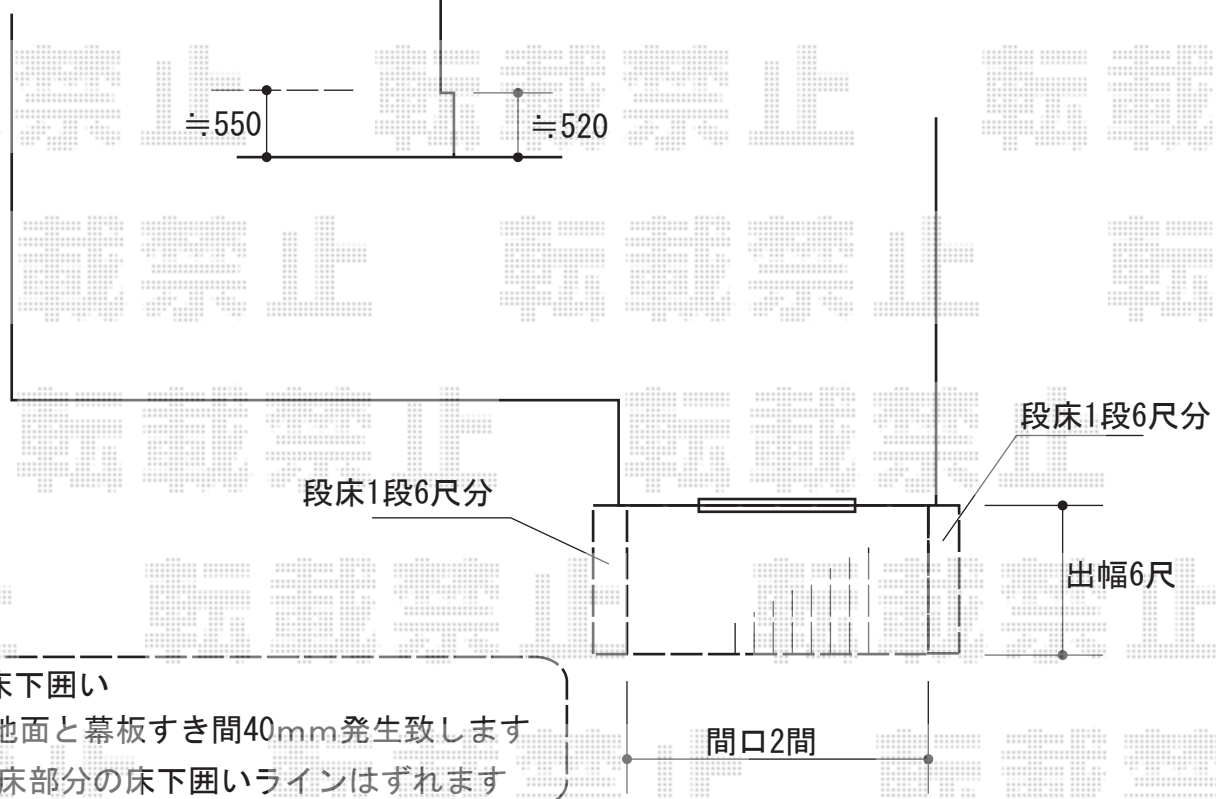 ≒550
≒520
段床1段6尺分
段床1段6尺分
出幅6尺
床下囲い
地面と幕板すき間40mm発生致します
床部分の床下囲いラインはずれます
間口2間
転載禁止